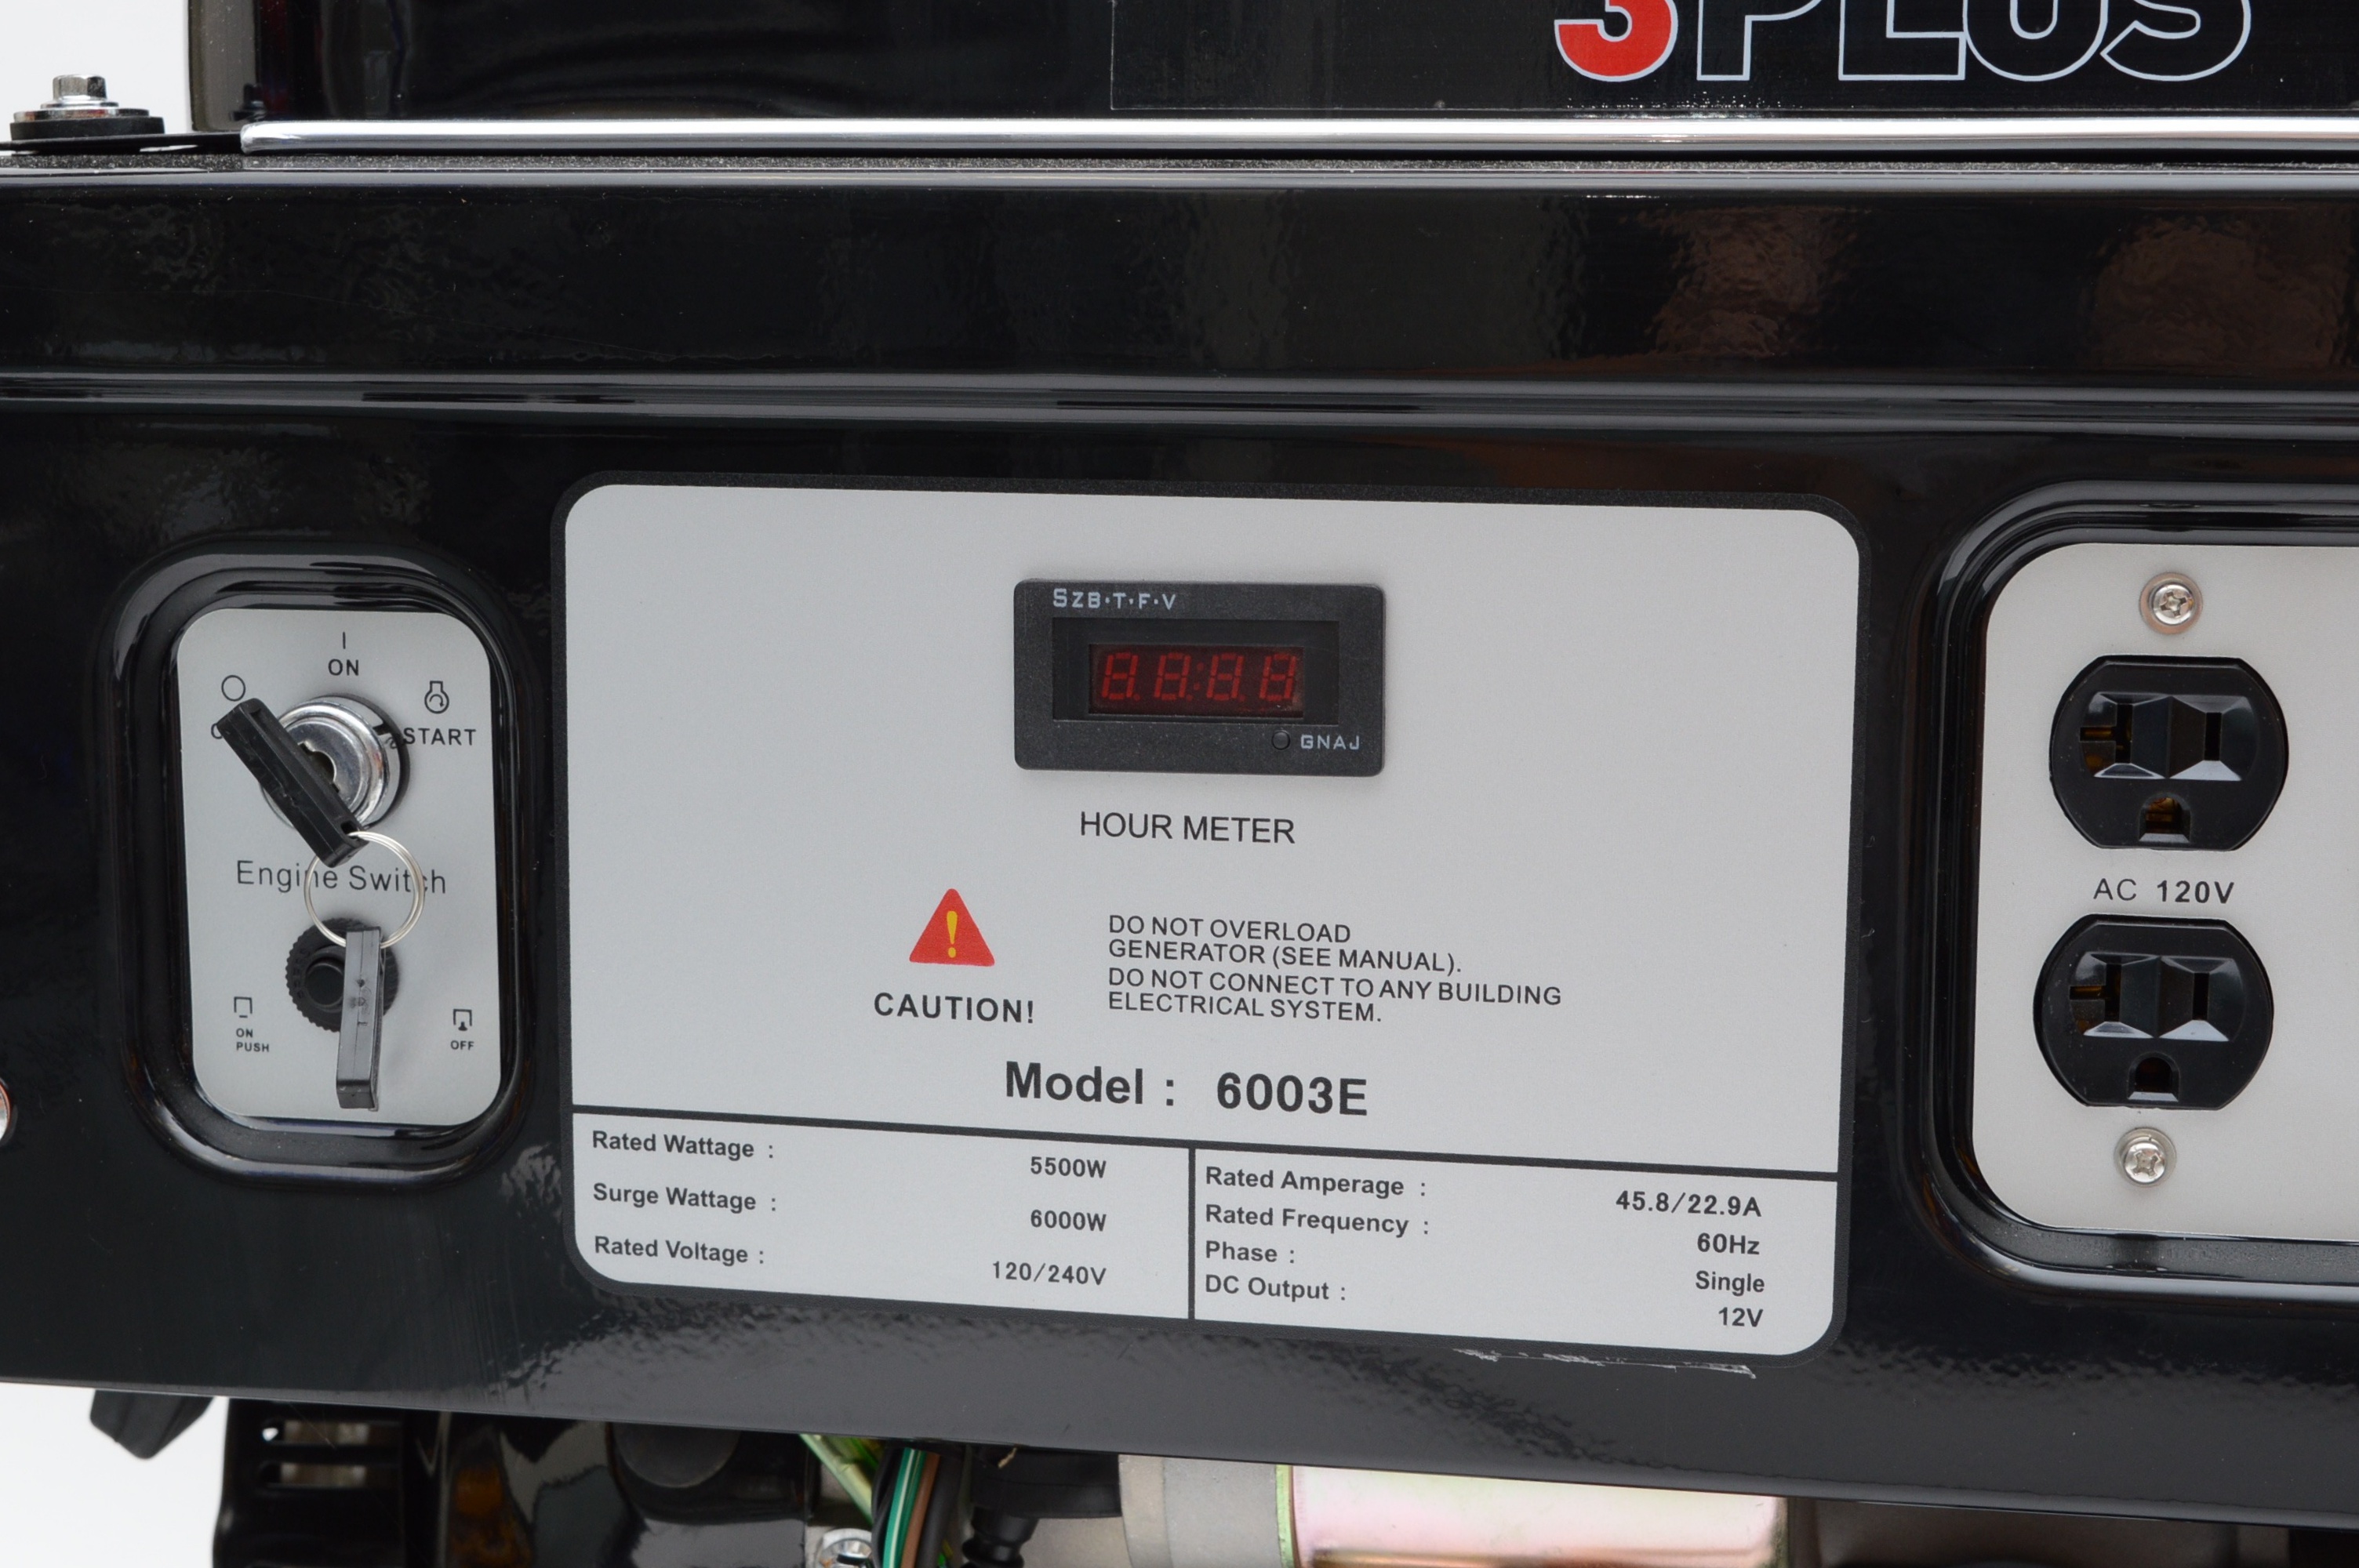 3PLUS
I
ON
START
Engine Switch
ON
PUSH
OFF
SZB·T·F·V
GNAJ
HOUR METER
CAUTION!
DO NOT OVERLOAD
GENERATOR (SEE MANUAL).
DO NOT CONNECT TO ANY BUILDING
ELECTRICAL SYSTEM.
Model : 6003E
Rated Wattage : 5500W
Surge Wattage : 6000W
Rated Voltage : 120/240V
Rated Amperage : 45.8/22.9A
Rated Frequency : 60Hz
Phase : Single
DC Output : 12V
AC 120V